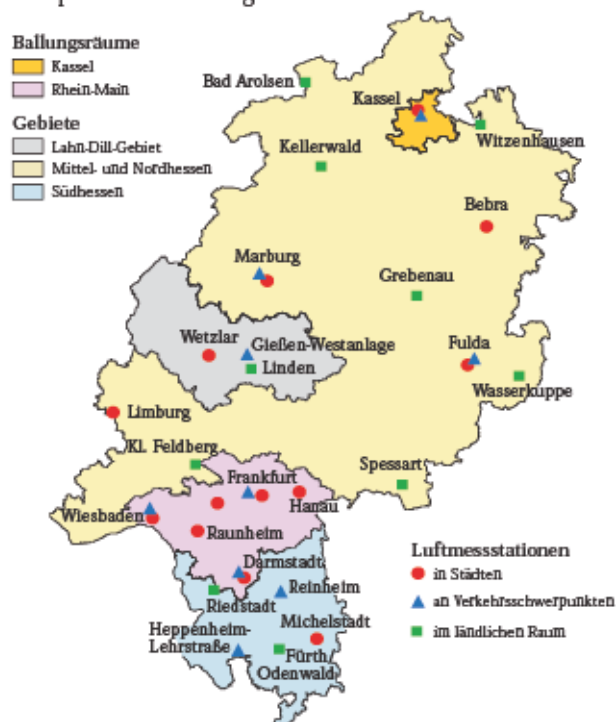 Ballungsräume
Kassel
Rhein-Main
Gebiete
Lahn-Dill-Gebiet
Mittel- und Nordhessen
Südhessen
Bad Arolsen
Kassel
Witzenhausen
Kellerwald
Bebra
Marburg
Grebenau
Wetzlar
Gießen-Westanlage
Linden
Fulda
Wasserkuppe
Limburg
Kl. Feldberg
Spessart
Frankfurt
Hanau
Wiesbaden
Raunheim
Darmstadt
Reinheim
Riedstadt
Michelstadt
Heppenheim-
Lehrstraße
Fürth/
Odenwald
Luftmessstationen
in Städten
an Verkehrsschwerpunkten
im ländlichen Raum